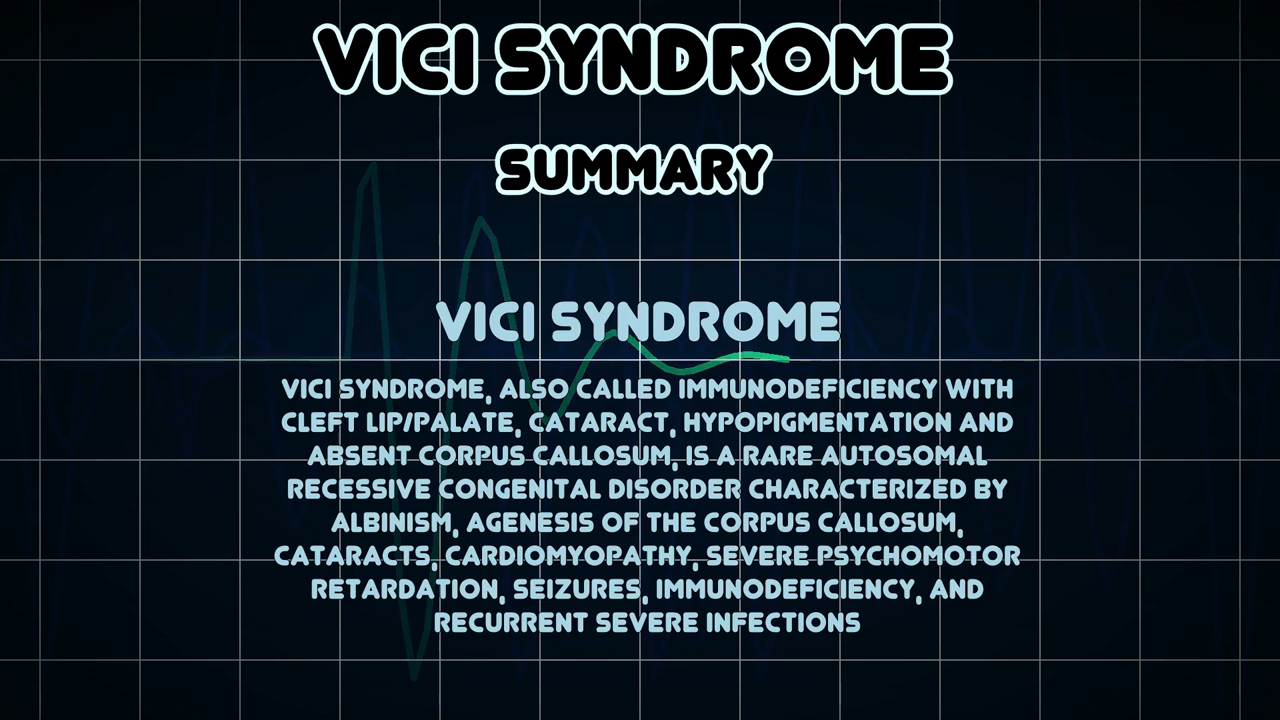 VICI SYNDROME
SUMMARY
VICI SYNDROME
VICI SYNDROME, ALSO CALLED IMMUNODEFICIENCY WITH
CLEFT LIP/PALATE, CATARACT, HYPOPIGMENTATION AND
ABSENT CORPUS CALLOSUM, IS A RARE AUTOSOMAL
RECESSIVE CONGENITAL DISORDER CHARACTERIZED BY
ALBINISM, AGENESIS OF THE CORPUS CALLOSUM,
CATARACTS, CARDIOMYOPATHY, SEVERE PSYCHOMOTOR
RETARDATION, SEIZURES, IMMUNODEFICIENCY, AND
RECURRENT SEVERE INFECTIONS